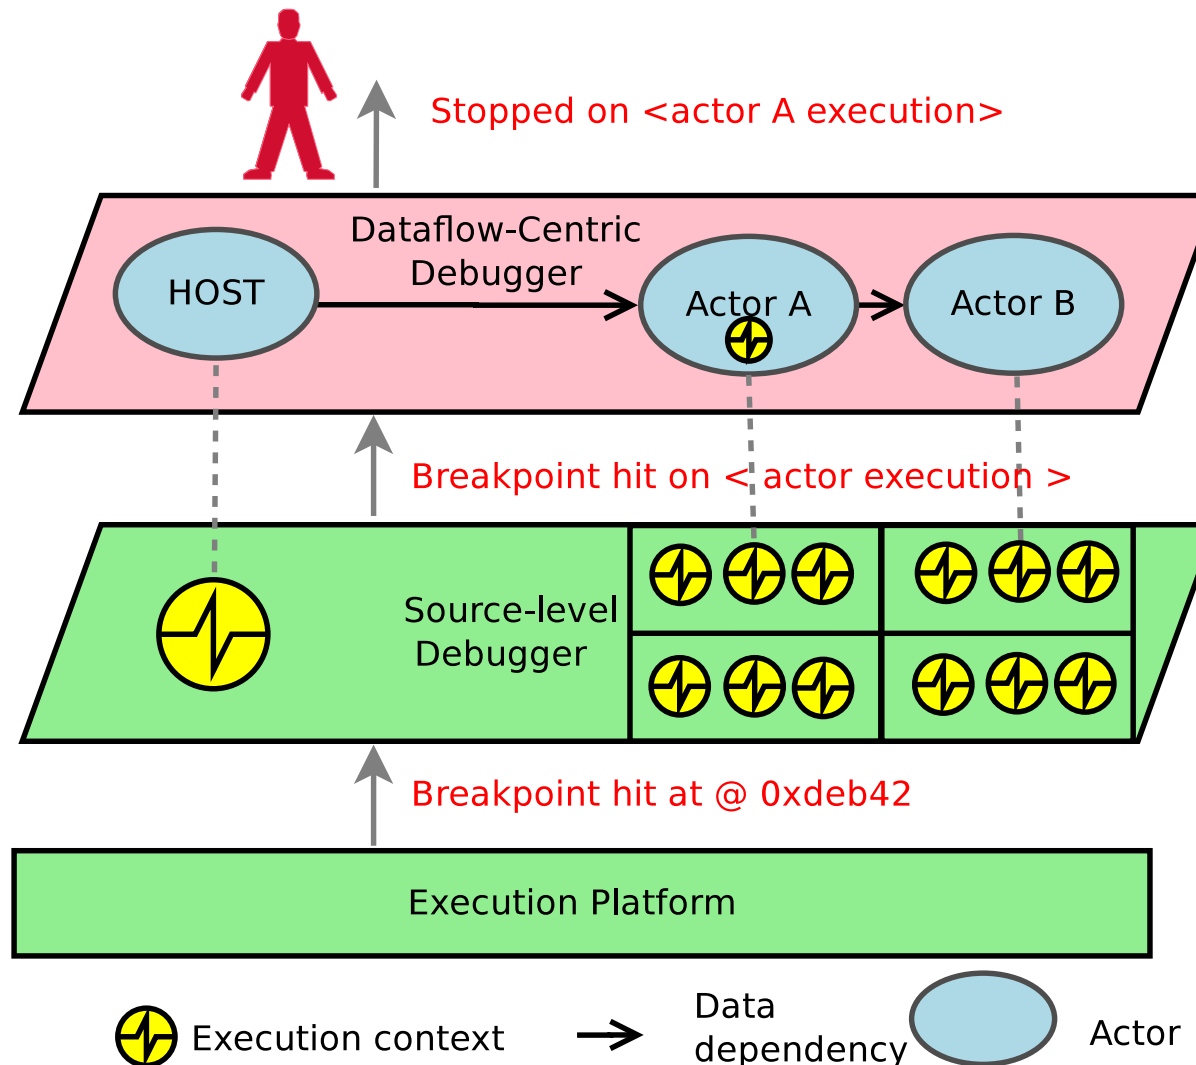 Stopped on <actor A execution>
Dataflow-Centric
Debugger
HOST
Actor A
Actor B
Breakpoint hit on < actor execution >
Source-level
Debugger
Breakpoint hit at @ 0xdeb42
Execution Platform
Execution context
Data
dependency
Actor